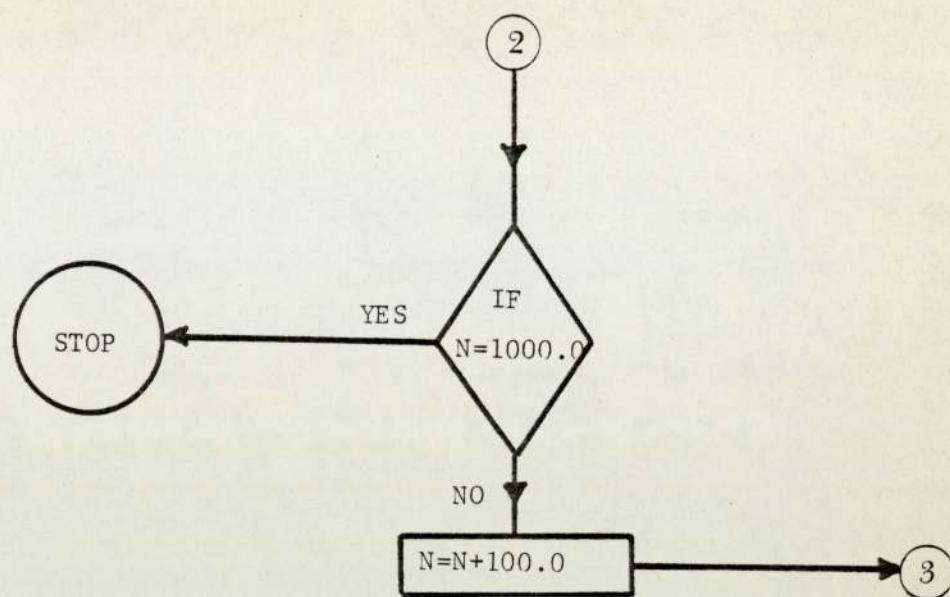 2
IF
N=1000.0
YES
STOP
NO
N=N+100.0
3